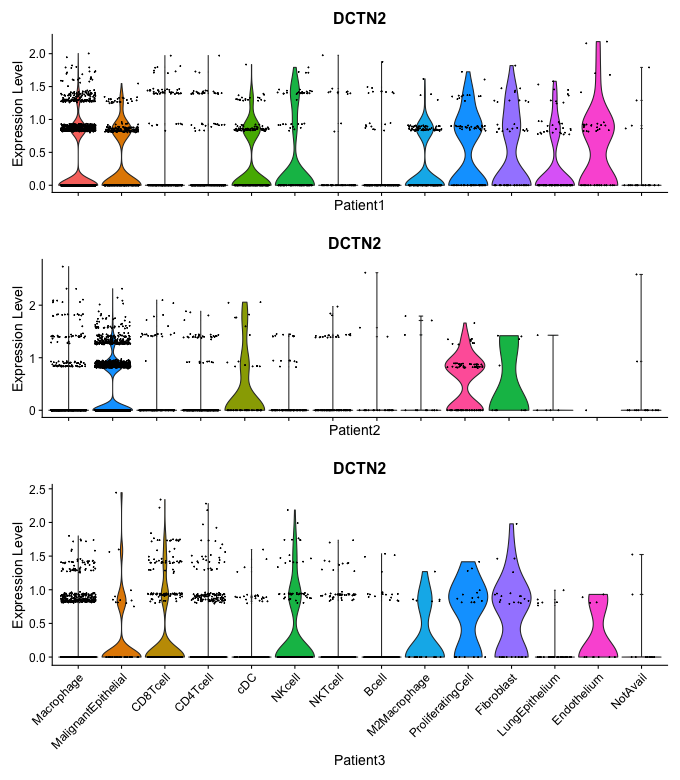 DCTN2
Expression Level
2.0
1.5
1.0
0.5
0.0
Patient1
DCTN2
Expression Level
2
1
0
Patient2
DCTN2
Expression Level
2.5
2.0
1.5
1.0
0.5
0.0
Macrophage
MalignantEpithelial
CD8Tcell
CD4Tcell
cDC
NKcell
NKTcell
Bcell
M2Macrophage
ProliferatingCell
Fibroblast
LungEpithelium
Endothelium
NotAvail
Patient3